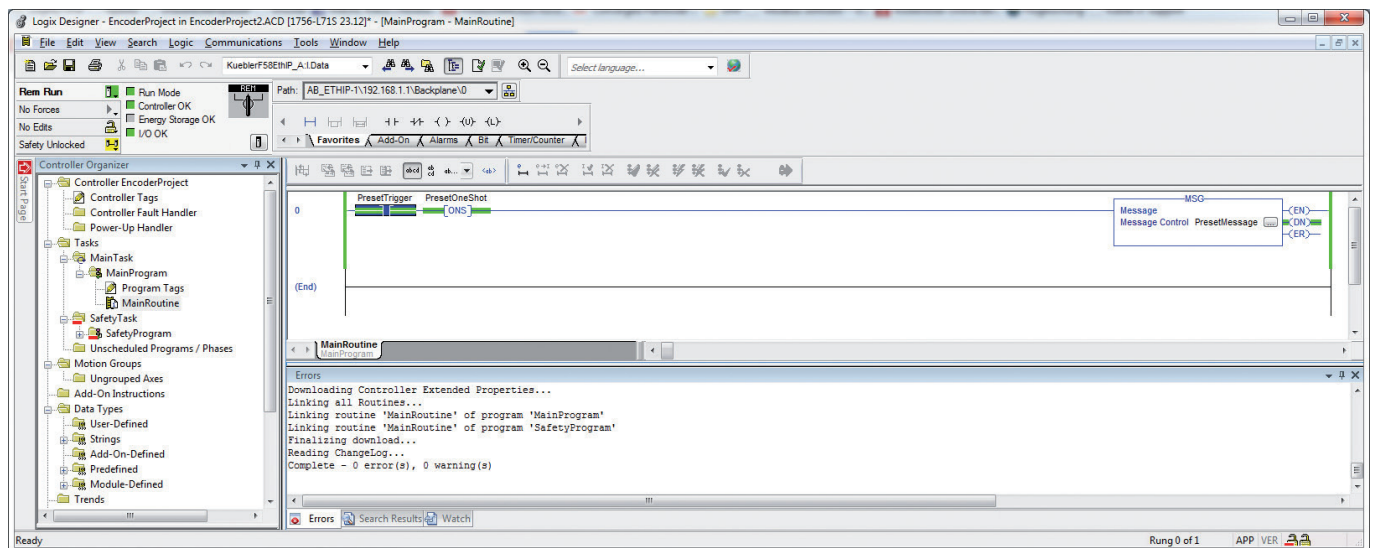 Logix Designer - EncoderProject in EncoderProject2.ACD [1756-L71S 23.12]* - [MainProgram - MainRoutine]
File Edit View Search Logic Communications Tools Window Help
KueblerF58EthIP_A:I.Data
Select language...
Rem Run
No Forces
No Edits
Safety Unlocked
Run Mode
Controller OK
Energy Storage OK
I/O OK
REM
Path: AB_ETHIP-1\192.168.1.1\Backplane\0
Favorites Add-On Alarms Bit Timer/Counter
Start Page
Controller Organizer
Controller EncoderProject
Controller Tags
Controller Fault Handler
Power-Up Handler
Tasks
MainTask
MainProgram
Program Tags
MainRoutine
SafetyTask
SafetyProgram
Unscheduled Programs / Phases
Motion Groups
Ungrouped Axes
Add-On Instructions
Data Types
User-Defined
Strings
Add-On-Defined
Predefined
Module-Defined
Trends
0
PresetTrigger PresetOneShot
ONS
MSG
Message
Message Control PresetMessage ...
EN
DN
ER
(End)
MainRoutine
MainProgram
Errors
Downloading Controller Extended Properties...
Linking all Routines...
Linking routine 'MainRoutine' of program 'MainProgram'
Linking routine 'MainRoutine' of program 'SafetyProgram'
Finalizing download...
Reading ChangeLog...
Complete - 0 error(s), 0 warning(s)
Errors Search Results Watch
Ready
Rung 0 of 1 APP VER